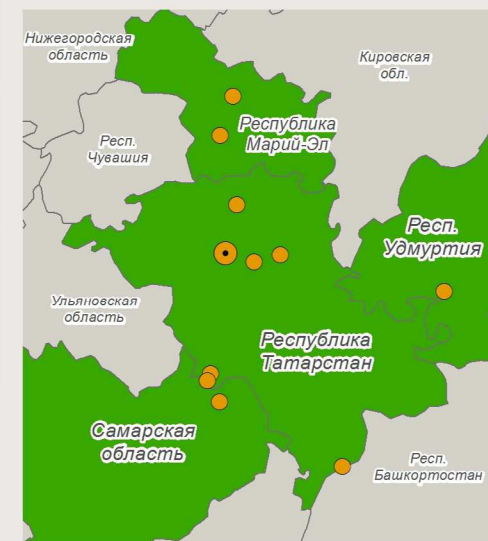 Нижегородская
область
Кировская
обл.
Респ.
Чувашия
Республика
Марий-Эл
Респ.
Удмуртия
Ульяновская
область
Республика
Татарстан
Самарская
область
Респ.
Башкортостан